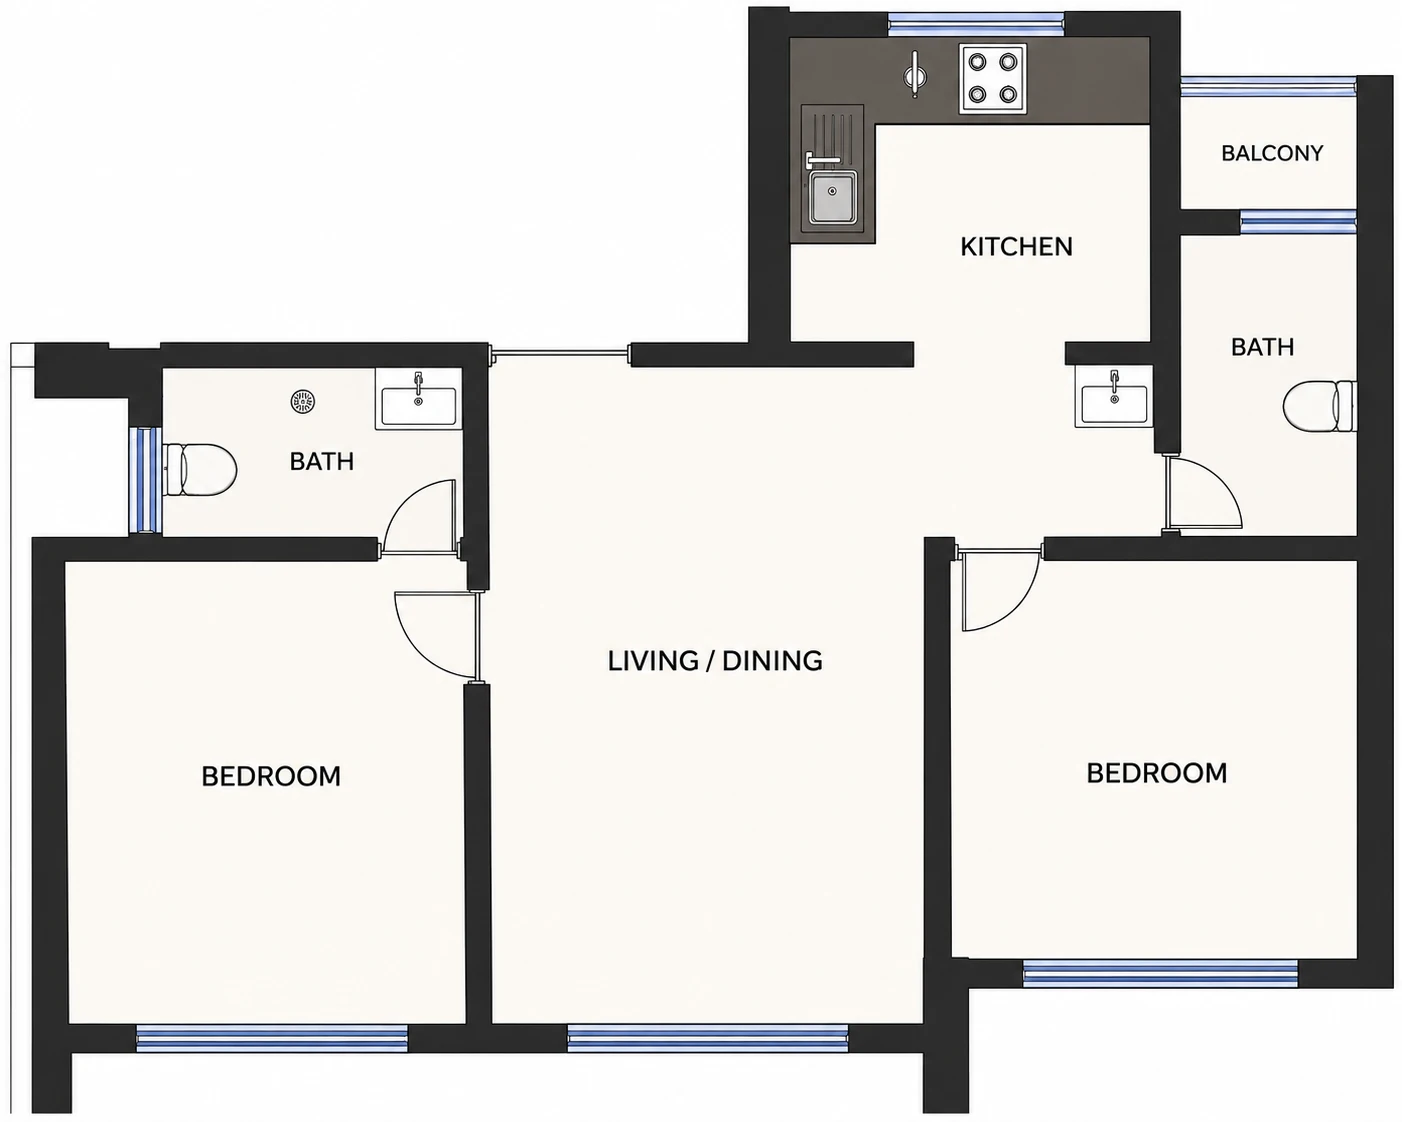 BALCONY
KITCHEN
BATH
BATH
LIVING / DINING
BEDROOM
BEDROOM